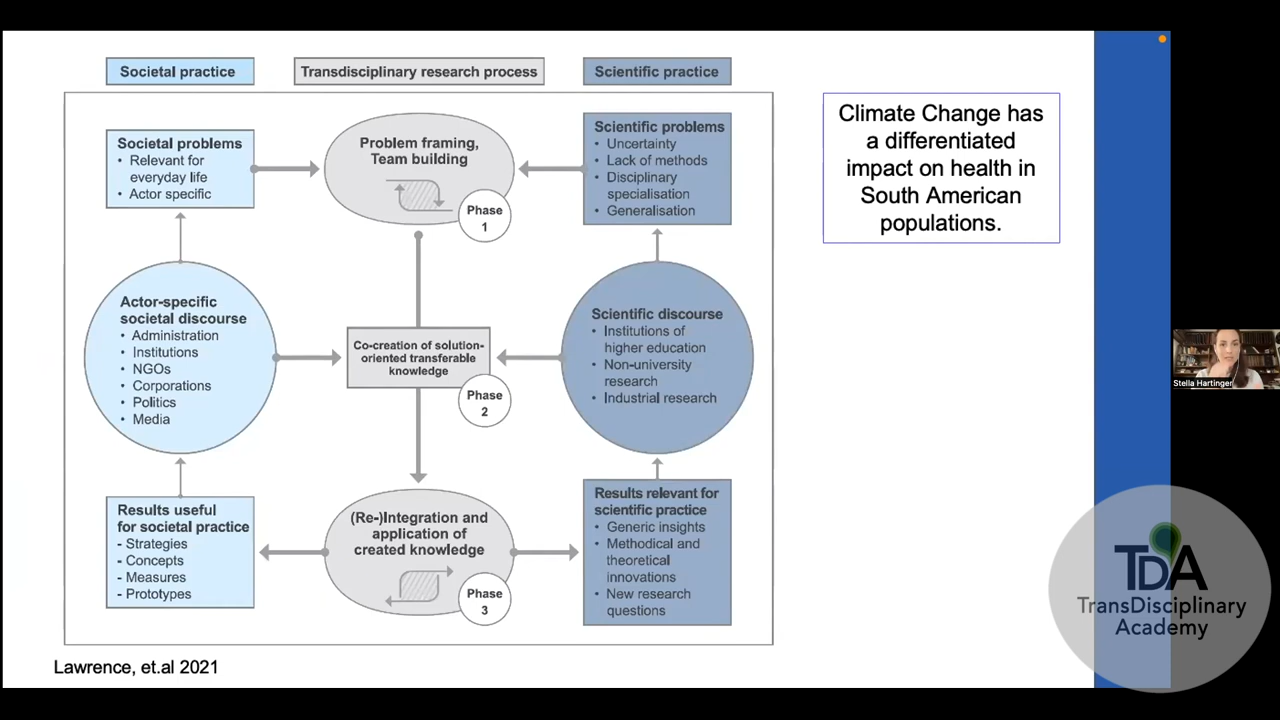 Societal practice
Transdisciplinary research process
Scientific practice
Societal problems
• Relevant for
everyday life
• Actor specific
Problem framing,
Team building
Phase
1
Scientific problems
• Uncertainty
• Lack of methods
• Disciplinary
specialisation
• Generalisation
Climate Change has
a differentiated
impact on health in
South American
populations.
Actor-specific
societal discourse
• Administration
• Institutions
• NGOs
• Corporations
• Politics
• Media
Co-creation of solution-
oriented transferable
knowledge
Phase
2
Scientific discourse
• Institutions of
higher education
• Non-university
research
• Industrial research
Stella Hartinger
Results useful
for societal practice
- Strategies
- Concepts
- Measures
- Prototypes
(Re-)Integration and
application of
created knowledge
Phase
3
Results relevant for
scientific practice
• Generic insights
• Methodical and
theoretical
innovations
• New research
questions
TDA
TransDisciplinary
Academy
Lawrence, et.al 2021